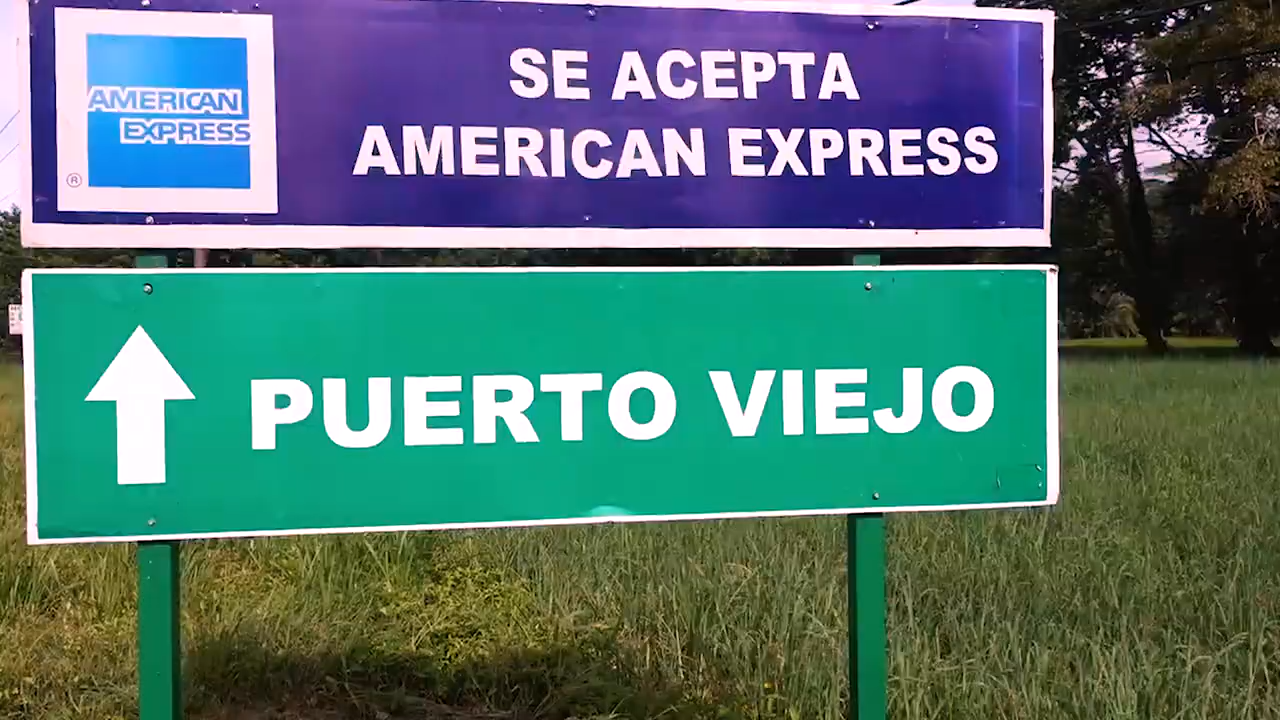 AMERICAN
EXPRESS
®
SE ACEPTA
AMERICAN EXPRESS
PUERTO VIEJO